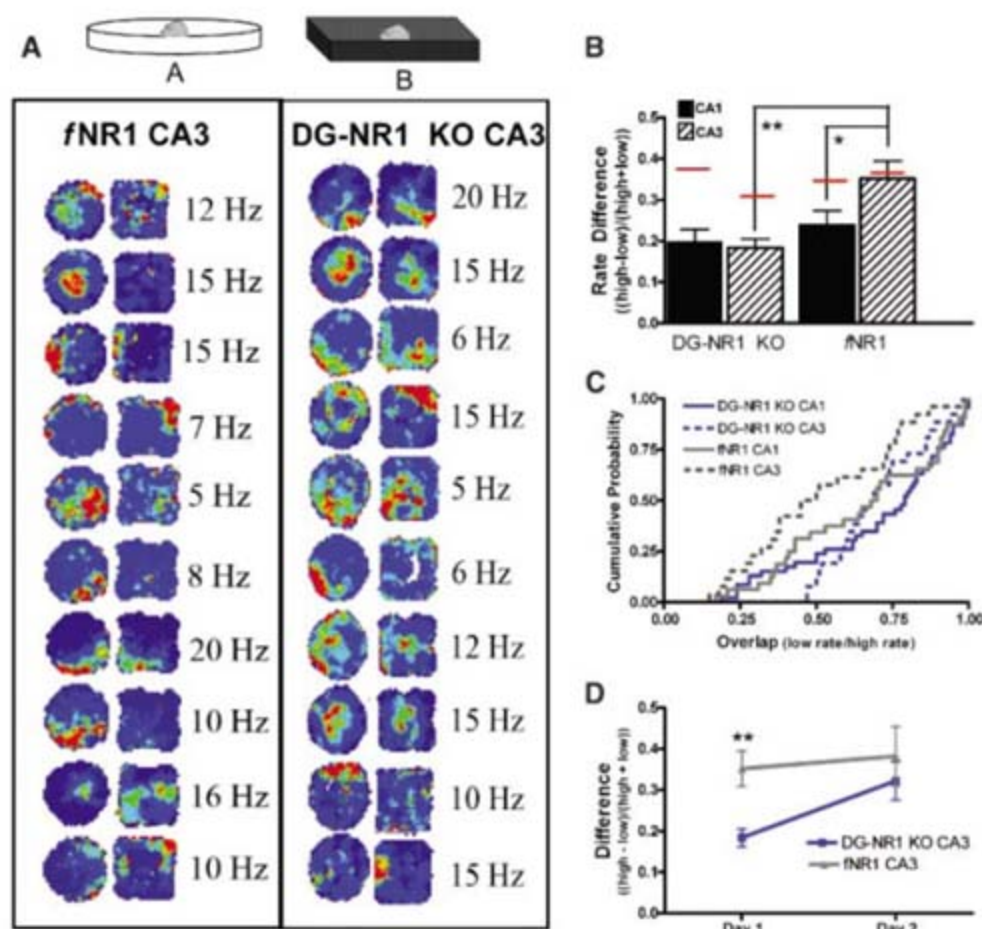 A
A
B
fNR1 CA3
12 Hz
15 Hz
15 Hz
7 Hz
5 Hz
8 Hz
20 Hz
10 Hz
16 Hz
10 Hz
DG-NR1 KO CA3
20 Hz
15 Hz
6 Hz
15 Hz
5 Hz
6 Hz
12 Hz
15 Hz
10 Hz
15 Hz
B
CA1
CA3
**
*
Rate Difference
((high-low)/(high+low))
0.5
0.4
0.3
0.2
0.1
0.0
DG-NR1 KO
fNR1
C
DG-NR1 KO CA1
DG-NR1 KO CA3
fNR1 CA1
fNR1 CA3
Cumulative Probability
1.00
0.75
0.50
0.25
0.00
0.00
0.25
0.50
0.75
1.00
Overlap (low rate/high rate)
D
**
Difference
((high - low)/(high + low))
0.5
0.4
0.3
0.2
0.1
0.0
DG-NR1 KO CA3
fNR1 CA3
Day 1
Day 2